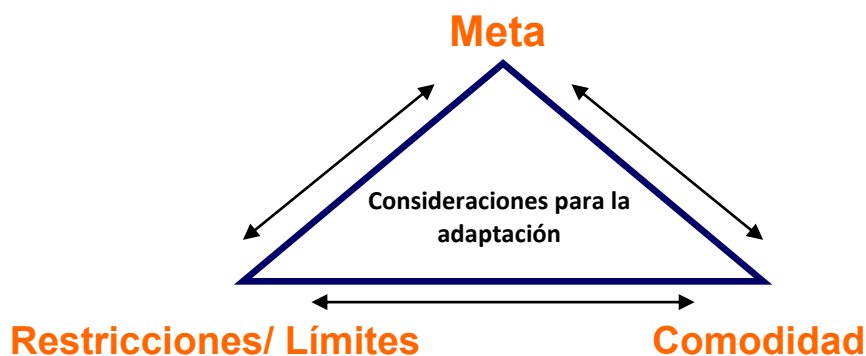 Meta
Consideraciones para la
adaptación
Restricciones/ Límites
Comodidad